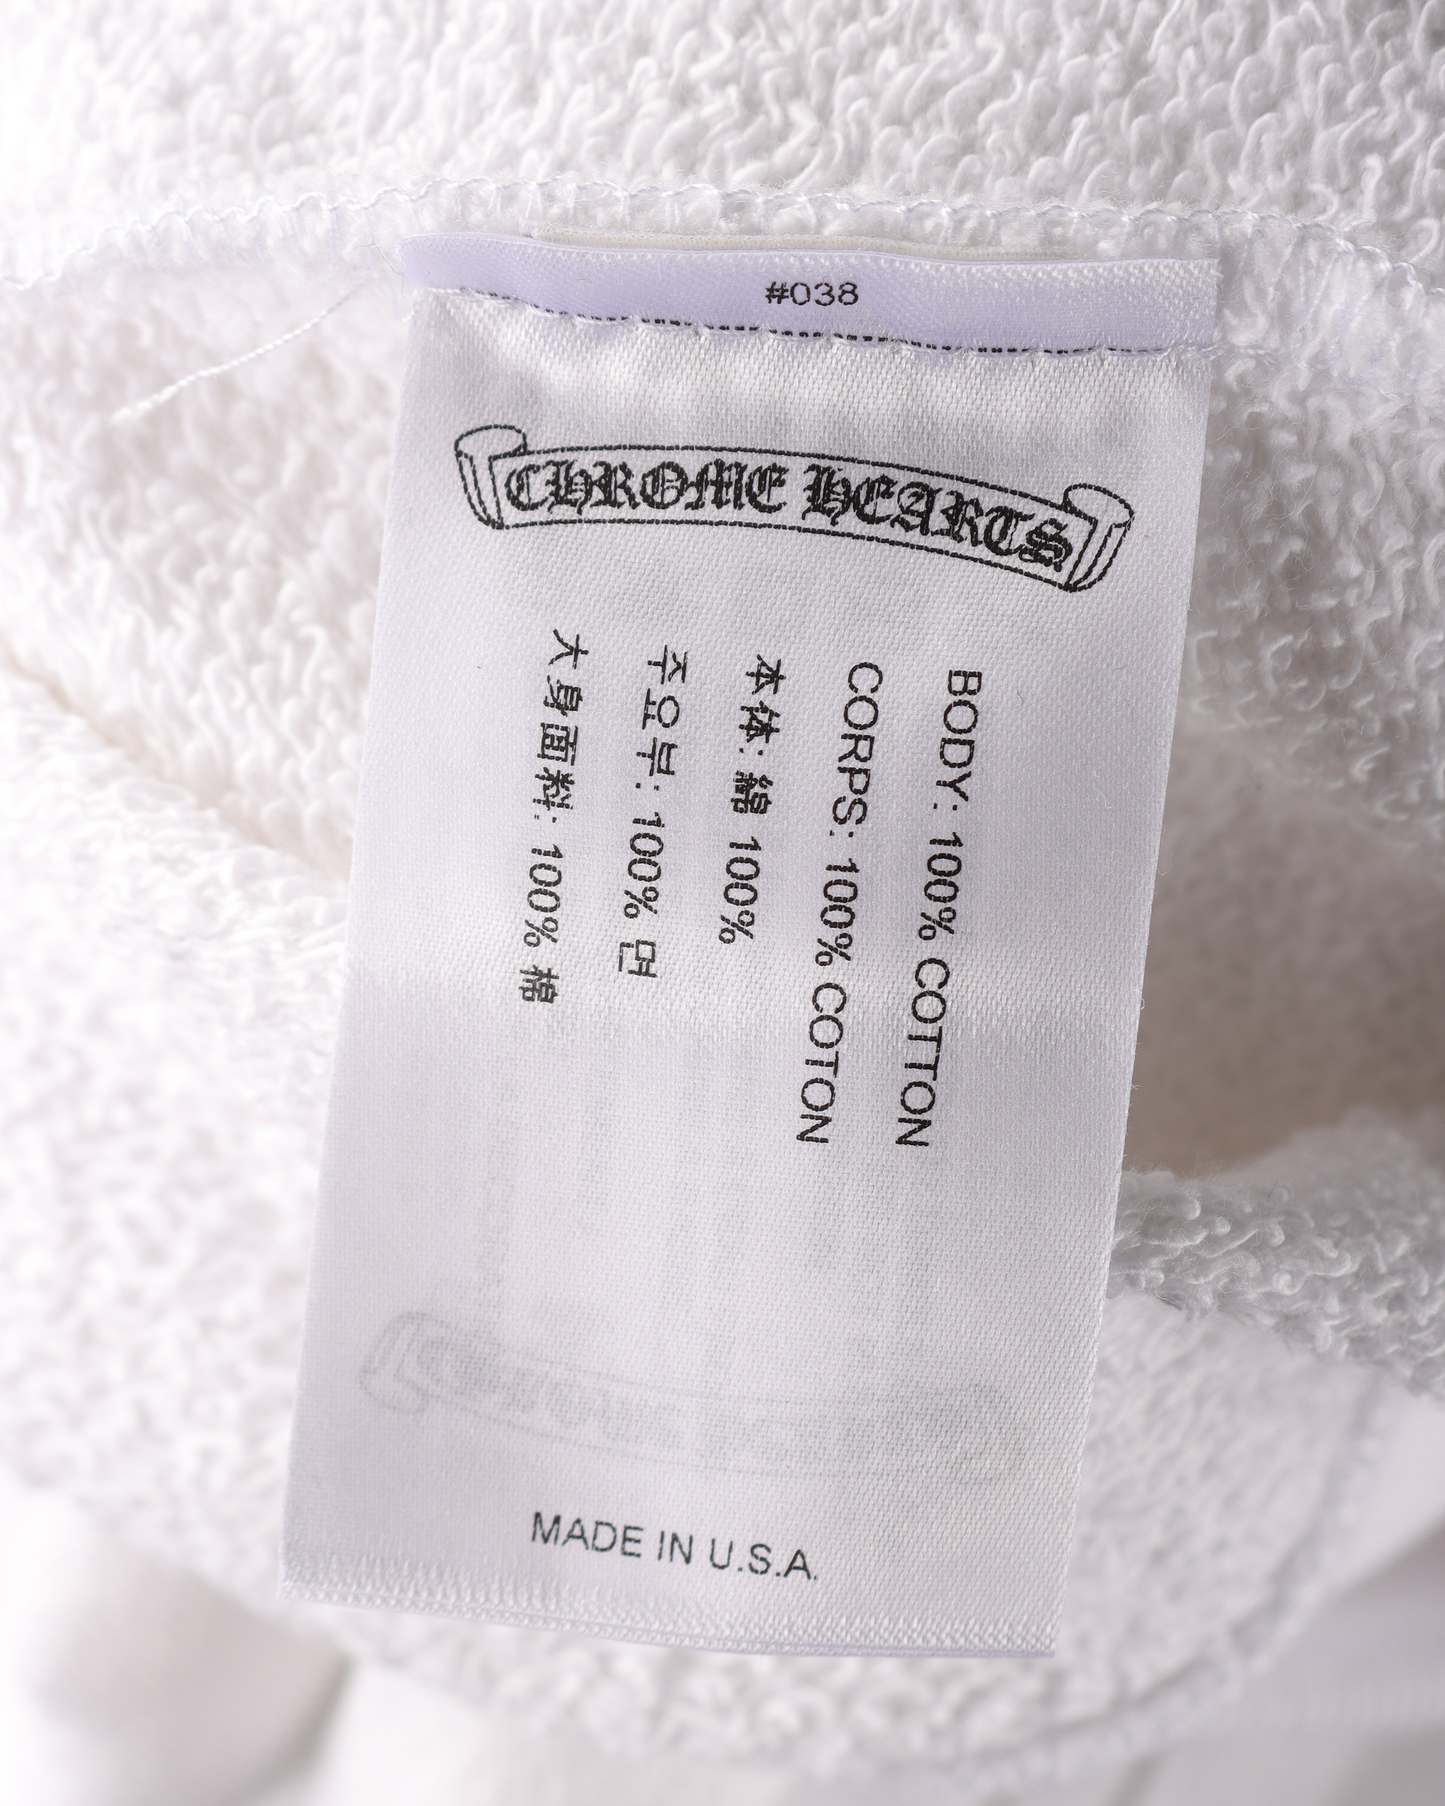 #038
CHROME HEARTS
BODY: 100% COTTON
CORPS: 100% COTON
本体: 綿 100%
주요부: 100% 면
大身面料: 100% 棉
MADE IN U.S.A.